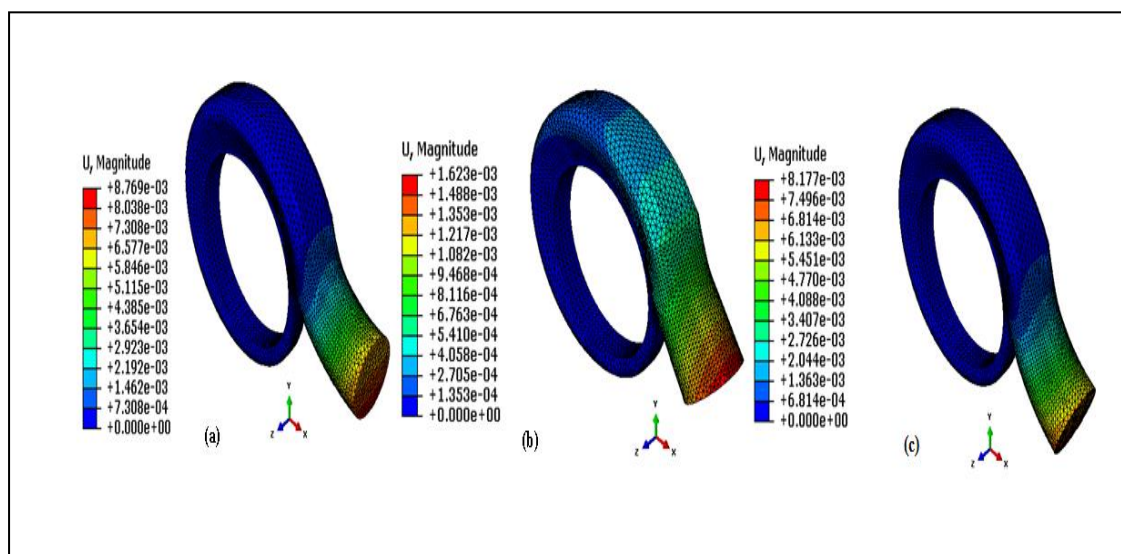 U, Magnitude
+8.769e-03
+8.038e-03
+7.308e-03
+6.577e-03
+5.846e-03
+5.115e-03
+4.385e-03
+3.654e-03
+2.923e-03
+2.192e-03
+1.462e-03
+7.308e-04
+0.000e+00
(a)
Y
Z
X
U, Magnitude
+1.623e-03
+1.488e-03
+1.353e-03
+1.217e-03
+1.082e-03
+9.468e-04
+8.116e-04
+6.763e-04
+5.410e-04
+4.058e-04
+2.705e-04
+1.353e-04
+0.000e+00
(b)
Y
Z
X
U, Magnitude
+8.177e-03
+7.496e-03
+6.814e-03
+6.133e-03
+5.451e-03
+4.770e-03
+4.088e-03
+3.407e-03
+2.726e-03
+2.044e-03
+1.363e-03
+6.814e-04
+0.000e+00
(c)
Y
Z
X